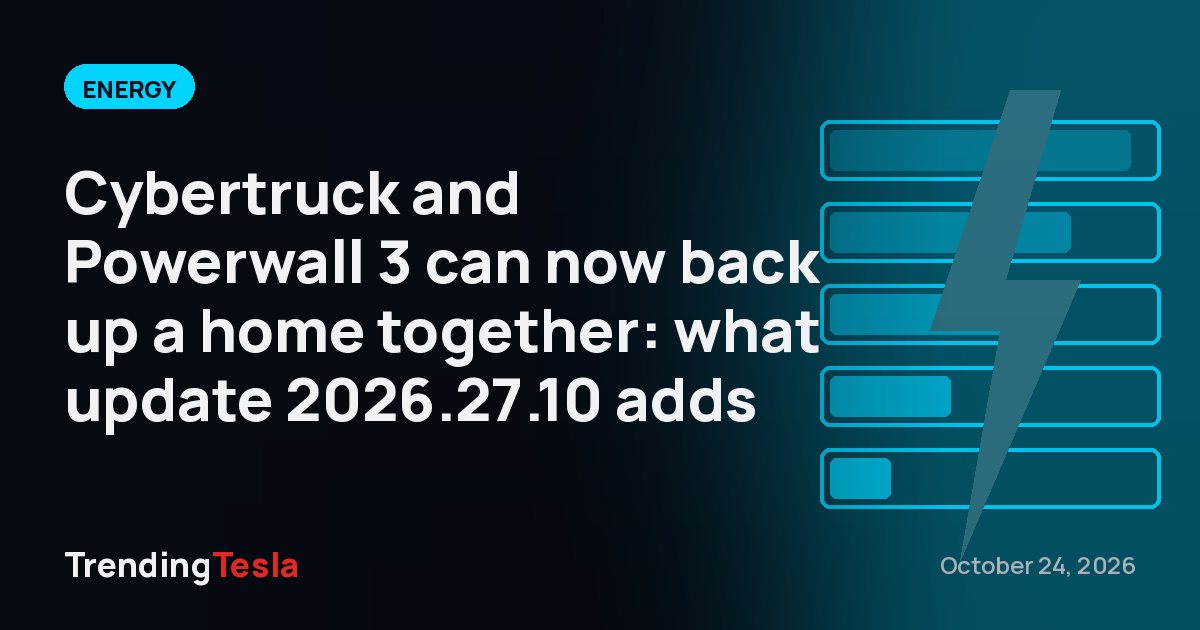 ENERGY
Cybertruck and
Powerwall 3 can now back
up a home together: what
update 2026.27.10 adds
TrendingTesla
October 24, 2026